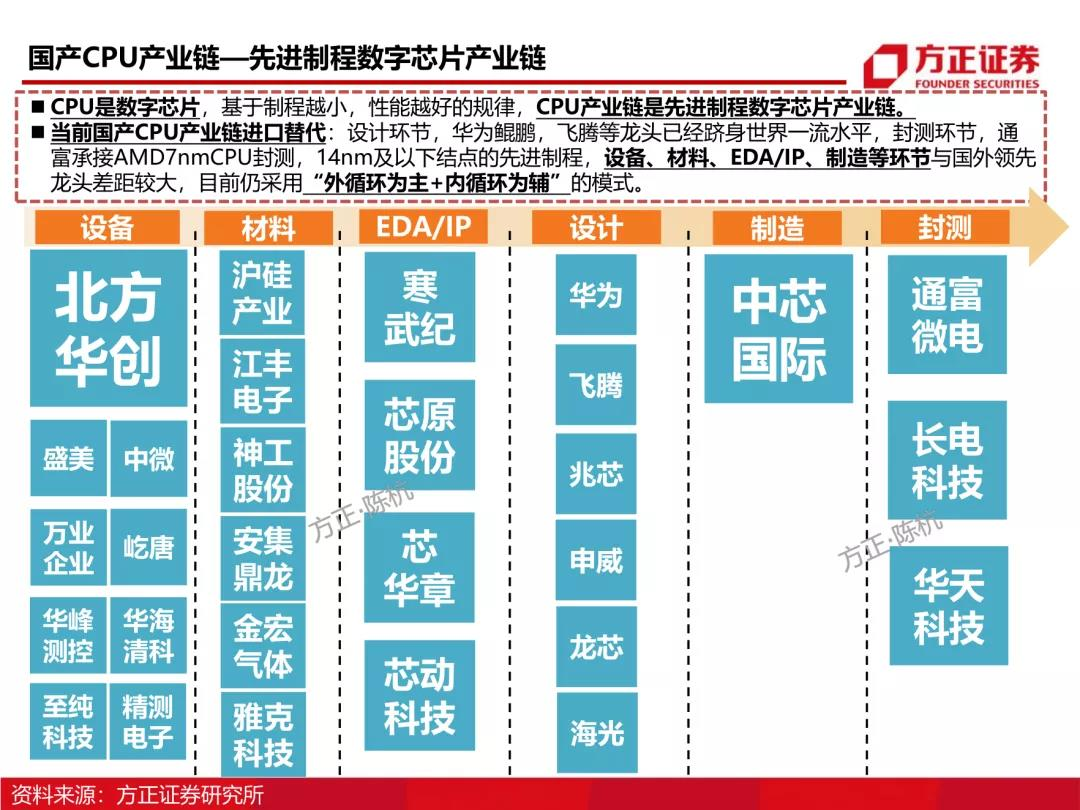 国产CPU产业链—先进制程数字芯片产业链
方正证券
FOUNDER SECURITIES
■ CPU是数字芯片，基于制程越小，性能越好的规律，CPU产业链是先进制程数字芯片产业链。
■ 当前国产CPU产业链进口替代：设计环节，华为鲲鹏，飞腾等龙头已经跻身世界一流水平，封测环节，通
富承接AMD7nmCPU封测，14nm及以下结点的先进制程，设备、材料、EDA/IP、制造等环节与国外领先
龙头差距较大，目前仍采用“外循环为主+内循环为辅”的模式。
设备
北方
华创
盛美
中微
万业
企业
屹唐
华峰
测控
华海
清科
至纯
科技
精测
电子
材料
沪硅
产业
江丰
电子
神工
股份
安集
鼎龙
金宏
气体
雅克
科技
EDA/IP
寒
武纪
芯原
股份
芯
华章
芯动
科技
设计
华为
飞腾
兆芯
申威
龙芯
海光
制造
中芯
国际
封测
通富
微电
长电
科技
华天
科技
方正·陈杭
方正·陈杭
资料来源：方正证券研究所